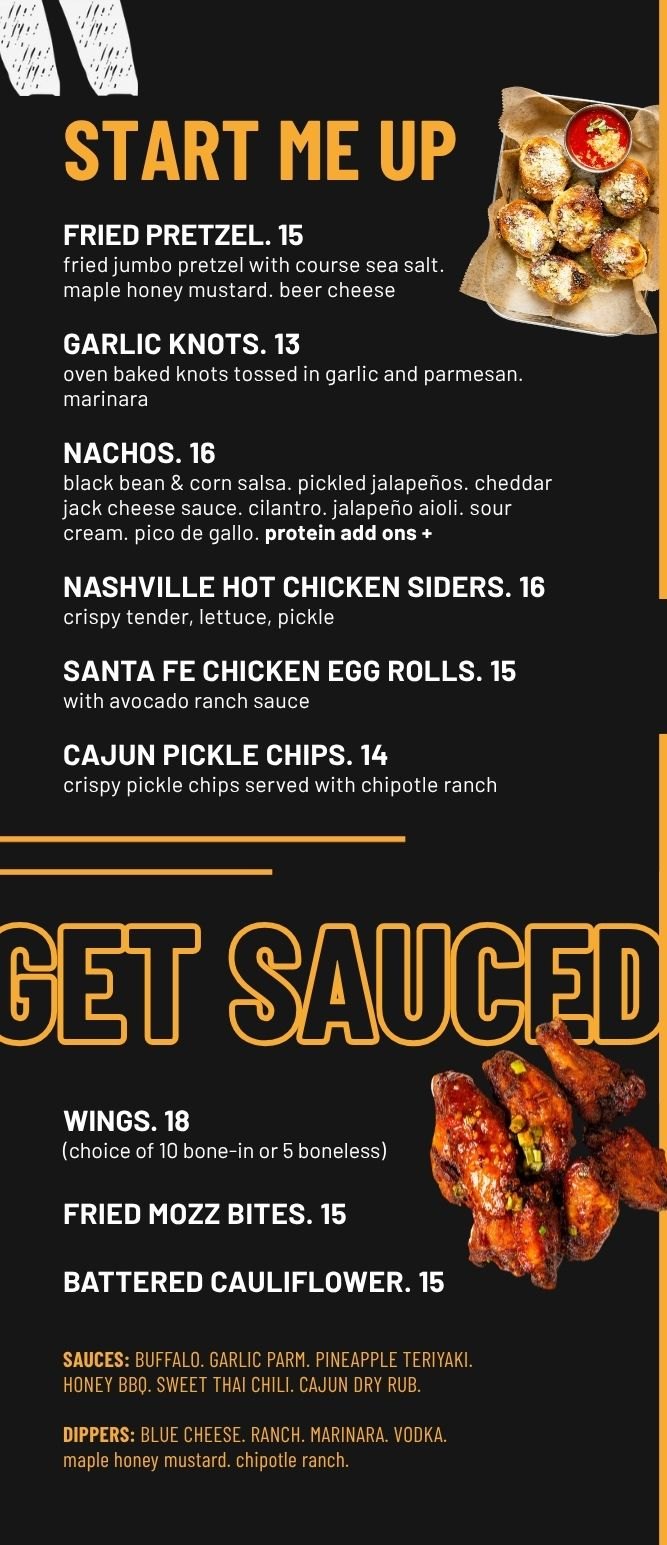 START ME UP
FRIED PRETZEL. 15
fried jumbo pretzel with course sea salt.
maple honey mustard. beer cheese
GARLIC KNOTS. 13
oven baked knots tossed in garlic and parmesan.
marinara
NACHOS. 16
black bean & corn salsa. pickled jalapeños. cheddar
jack cheese sauce. cilantro. jalapeño aioli. sour
cream. pico de gallo. protein add ons +
NASHVILLE HOT CHICKEN SIDERS. 16
crispy tender, lettuce, pickle
SANTA FE CHICKEN EGG ROLLS. 15
with avocado ranch sauce
CAJUN PICKLE CHIPS. 14
crispy pickle chips served with chipotle ranch
GET SAUCED
WINGS. 18
(choice of 10 bone-in or 5 boneless)
FRIED MOZZ BITES. 15
BATTERED CAULIFLOWER. 15
SAUCES: BUFFALO. GARLIC PARM. PINEAPPLE TERIYAKI.
HONEY BBQ. SWEET THAI CHILI. CAJUN DRY RUB.
DIPPERS: BLUE CHEESE. RANCH. MARINARA. VODKA.
maple honey mustard. chipotle ranch.